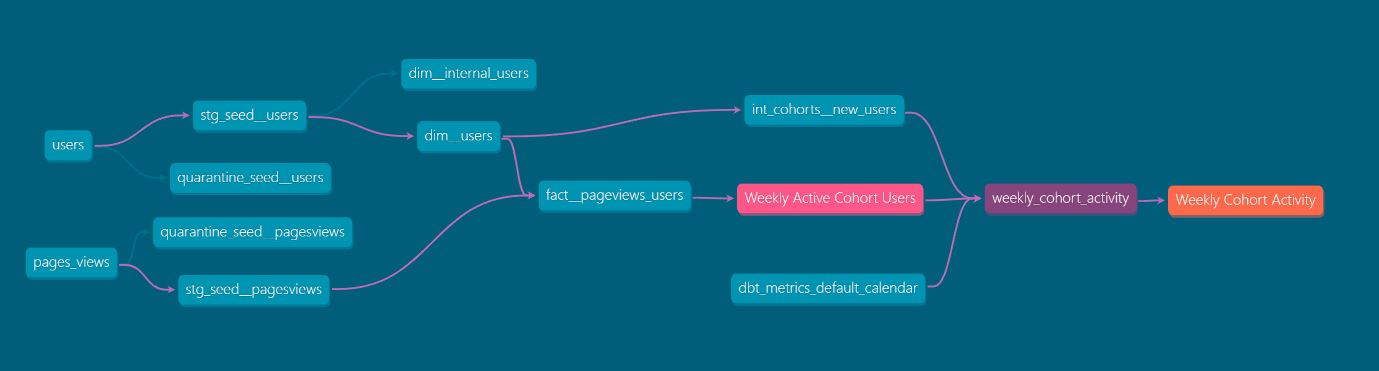 dim__internal_users
stg_seed__users
int_cohorts__new_users
dim__users
users
quarantine_seed__users
fact__pageviews_users
Weekly Active Cohort Users
weekly_cohort_activity
Weekly Cohort Activity
quarantine_seed__pagesviews
pages_views
stg_seed__pagesviews
dbt_metrics_default_calendar